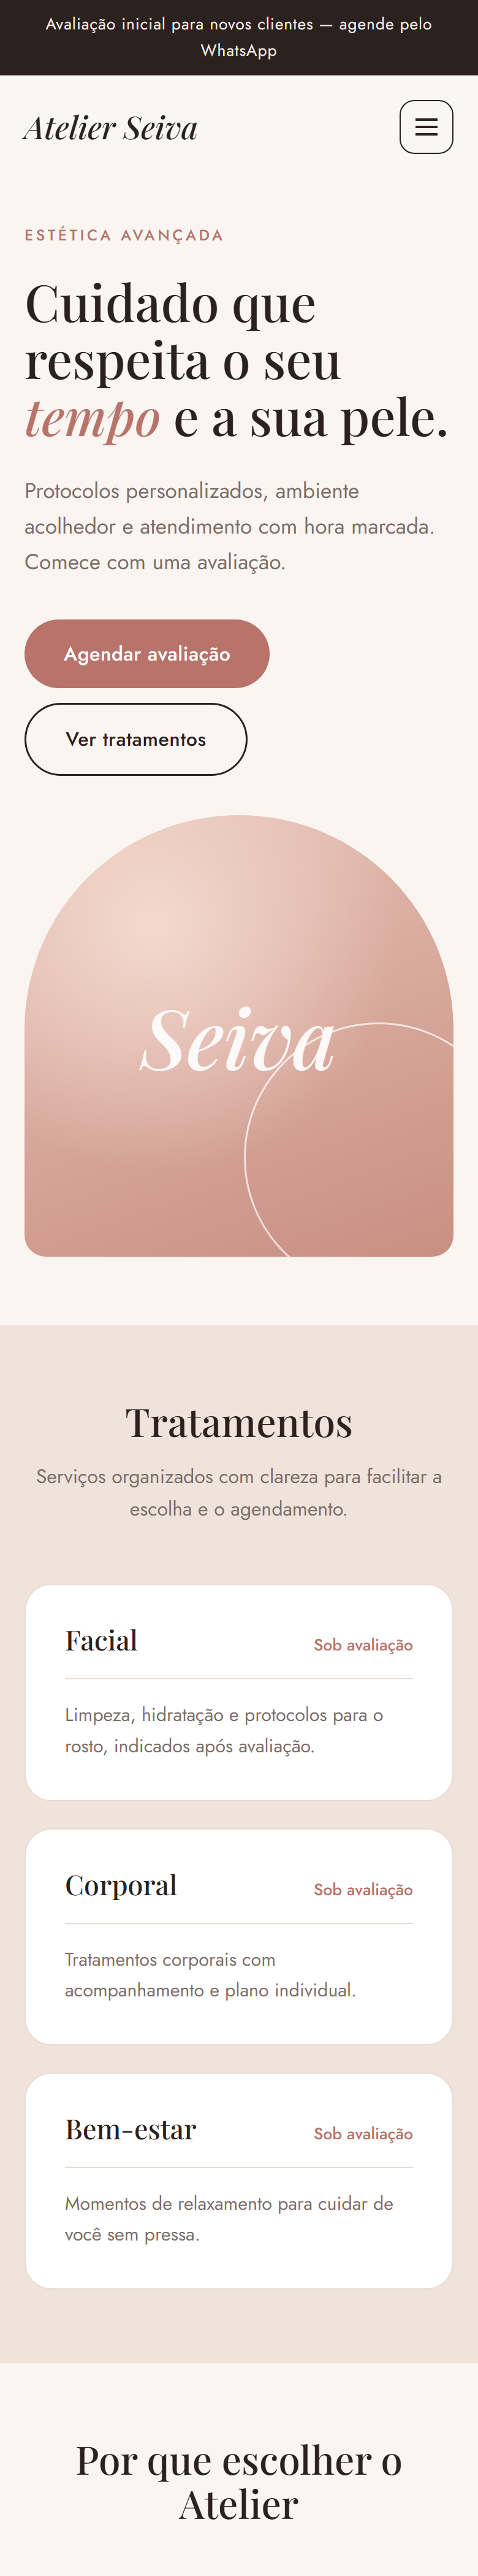 Avaliação inicial para novos clientes — agende pelo
WhatsApp
Atelier Seiva
ESTÉTICA AVANÇADA
Cuidado que
respeita o seu
tempo e a sua pele.
Protocolos personalizados, ambiente
acolhedor e atendimento com hora marcada.
Comece com uma avaliação.
Agendar avaliação
Ver tratamentos
Seiva
Tratamentos
Serviços organizados com clareza para facilitar a
escolha e o agendamento.
Facial
Sob avaliação
Limpeza, hidratação e protocolos para o
rosto, indicados após avaliação.
Corporal
Sob avaliação
Tratamentos corporais com
acompanhamento e plano individual.
Bem-estar
Sob avaliação
Momentos de relaxamento para cuidar de
você sem pressa.
Por que escolher o
Atelier